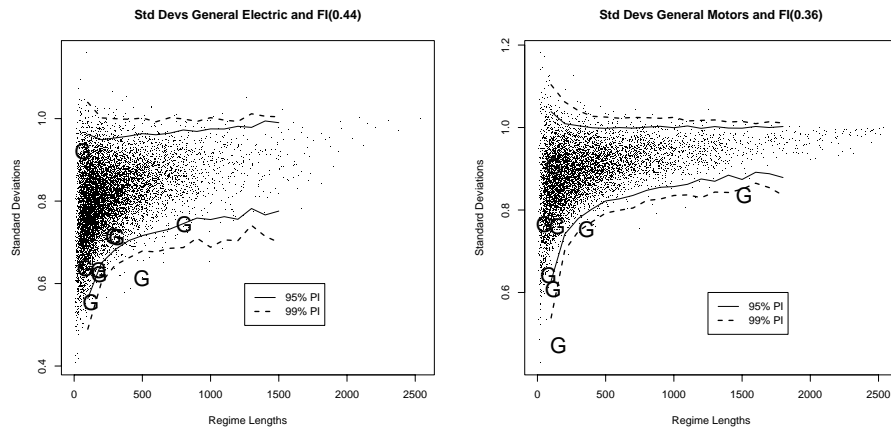 Std Devs General Electric and FI(0.44)
Standard Deviations
1.0
0.8
0.6
0.4
G
G
G
G
G
G
G
G
95% PI
99% PI
0 500 1000 1500 2000 2500
Regime Lengths
Std Devs General Motors and FI(0.36)
Standard Deviations
1.2
1.0
0.8
0.6
G
G
G
G
G
G
G
95% PI
99% PI
0 500 1000 1500 2000 2500
Regime Lengths